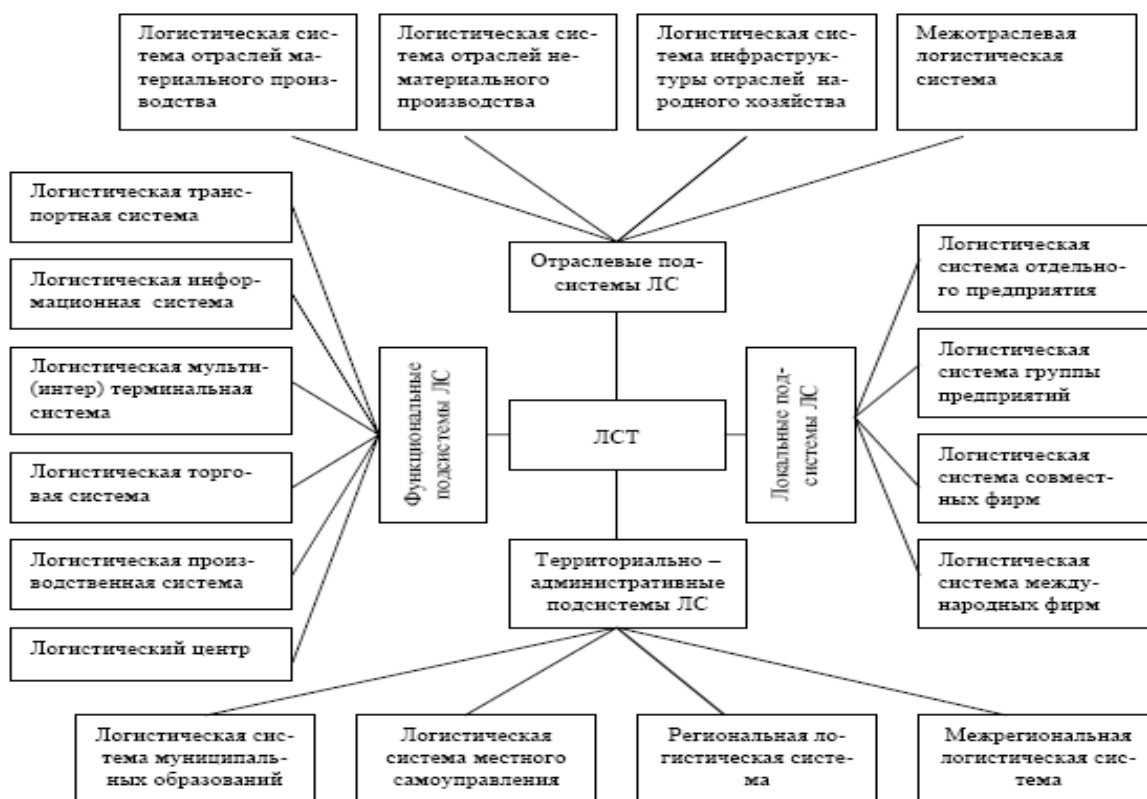 Логистическая сис-
тема отраслей ма-
териального произ-
водства
Логистическая сис-
тема отраслей не-
материального
производства
Логистическая сис-
тема инфраструк-
туры отраслей на-
родного хозяйства
Межотраслевая
логистическая
система
Логистическая транс-
портная система
Логистическая инфор-
мационная система
Логистическая мульти-
(интер) терминальная
система
Логистическая торго-
вая система
Логистическая произ-
водственная система
Логистический центр
Функциональные
подсистемы ЛС
Отраслевые под-
системы ЛС
ЛСТ
Территориально –
административные
подсистемы ЛС
Локальные под-
системы ЛС
Логистическая
система отдельно-
го предприятия
Логистическая
система группы
предприятий
Логистическая
система совмест-
ных фирм
Логистическая
система между-
народных фирм
Логистическая сис-
тема муниципаль-
ных образований
Логистическая
система местного
самоуправления
Региональная ло-
гистическая систе-
ма
Межрегиональная
логистическая сис-
тема